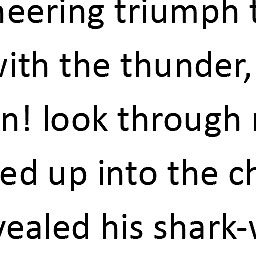 neering triumph
with the thunder,
n! look through
ed up into the ch
vealed his shark-